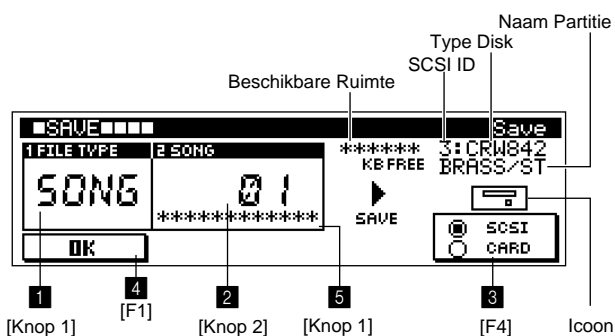 Naam Partitie
Type Disk
SCSI ID
Beschikbare Ruimte
■SAVE■■■■ Save
1 FILE TYPE 2 SONG ****** 3:CRW842
KB FREE BRASS/ST
SONG 01
************ SAVE
SCSI
CARD
OK
1 4 2 5 3
[Knop 1] [F1] [Knop 2] [Knop 1] [F4] Icoon